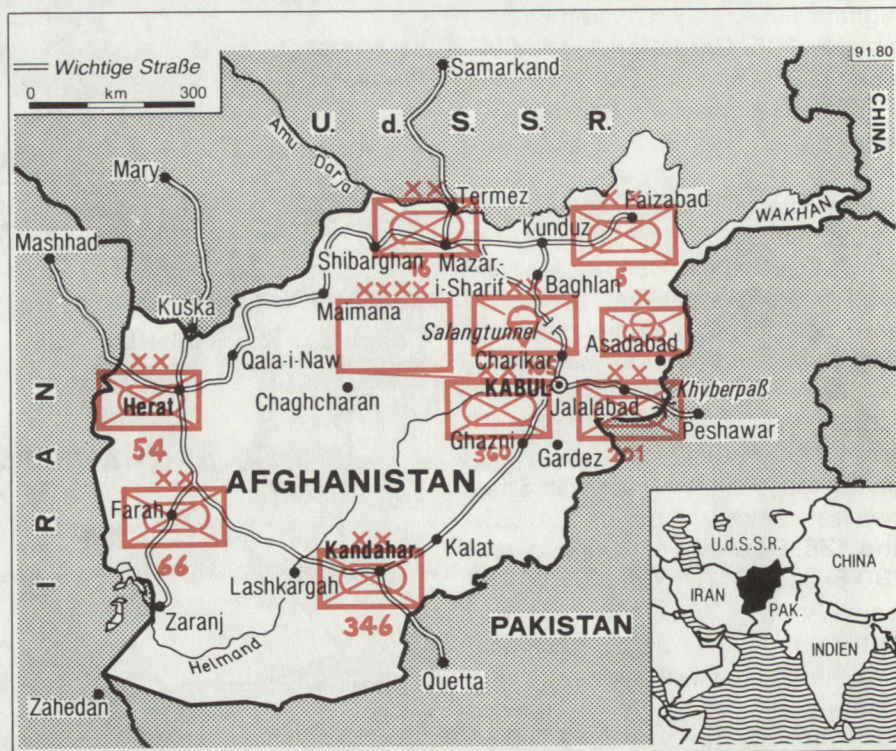 Wichtige Straße
0 km 300
91.80
Samarkand
U. d. S. S. R.
CHINA
Amu Darja
Mary
Termez
Faizabad
WAKHAN
Mashhad
Kunduz
Shibarghan
Mazar-
i-Sharif
16
5
Baghlan
Maimana
Kuška
Salangtunnel
Asadabad
Qala-i-Naw
Charikar
KABUL
Khyberpaß
Herat
Chaghcharan
Jalalabad
Peshawar
54
Ghazni
360
Gardez
201
IRAN
AFGHANISTAN
Farah
66
Kandahar
Kalat
Lashkargah
346
Zaranj
Helmand
PAKISTAN
Quetta
Zahedan
U.d.S.S.R.
CHINA
IRAN
PAK.
INDIEN